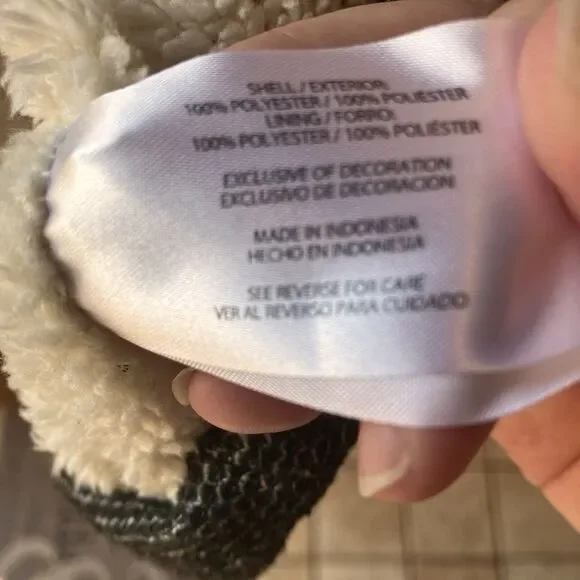 SHELL / EXTERIOR:
100% POLYESTER / 100% POLIÉSTER
LINING / FORRO:
100% POLYESTER / 100% POLIÉSTER
EXCLUSIVE OF DECORATION
EXCLUSIVO DE DECORACION
MADE IN INDONESIA
HECHO EN INDONESIA
SEE REVERSE FOR CARE
VER AL REVERSO PARA CUIDADO